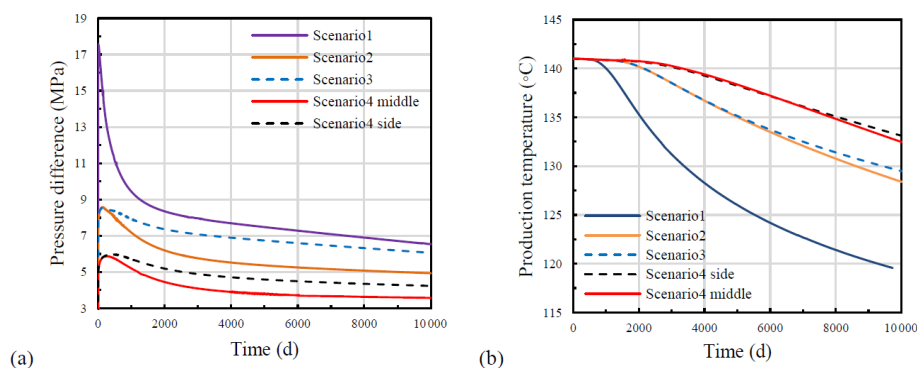 19
17
15
13
11
9
7
5
3
Pressure difference (MPa)
Scenario1
Scenario2
Scenario3
Scenario4 middle
Scenario4 side
0
2000
4000
6000
8000
10000
Time (d)
(a)
145
140
135
130
125
120
115
Production temperature (◦C)
Scenario1
Scenario2
Scenario3
Scenario4 side
Scenario4 middle
0
2000
4000
6000
8000
10000
Time (d)
(b)